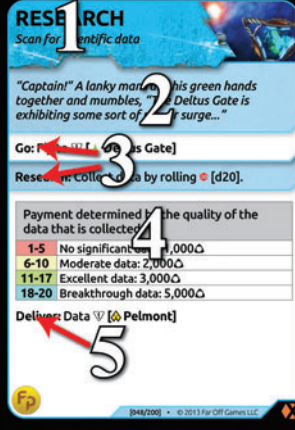 RESEARCH
1
Scan for scientific data
"Captain!" A lanky man his green hands
together and mumbles, "The Deltus Gate is
exhibiting some sort of surge..."
2
Go: [ Deltus Gate]
3
Research: Collect data by rolling [d20].
Payment determined by the quality of the
data that is collected
4
1-5 No significant ,000
6-10 Moderate data: 2,000
11-17 Excellent data: 3,000
18-20 Breakthrough data: 5,000
Deliver: Data [ Pelmont]
5
Fp
[048/200] • © 2013 Far Off Games LLC